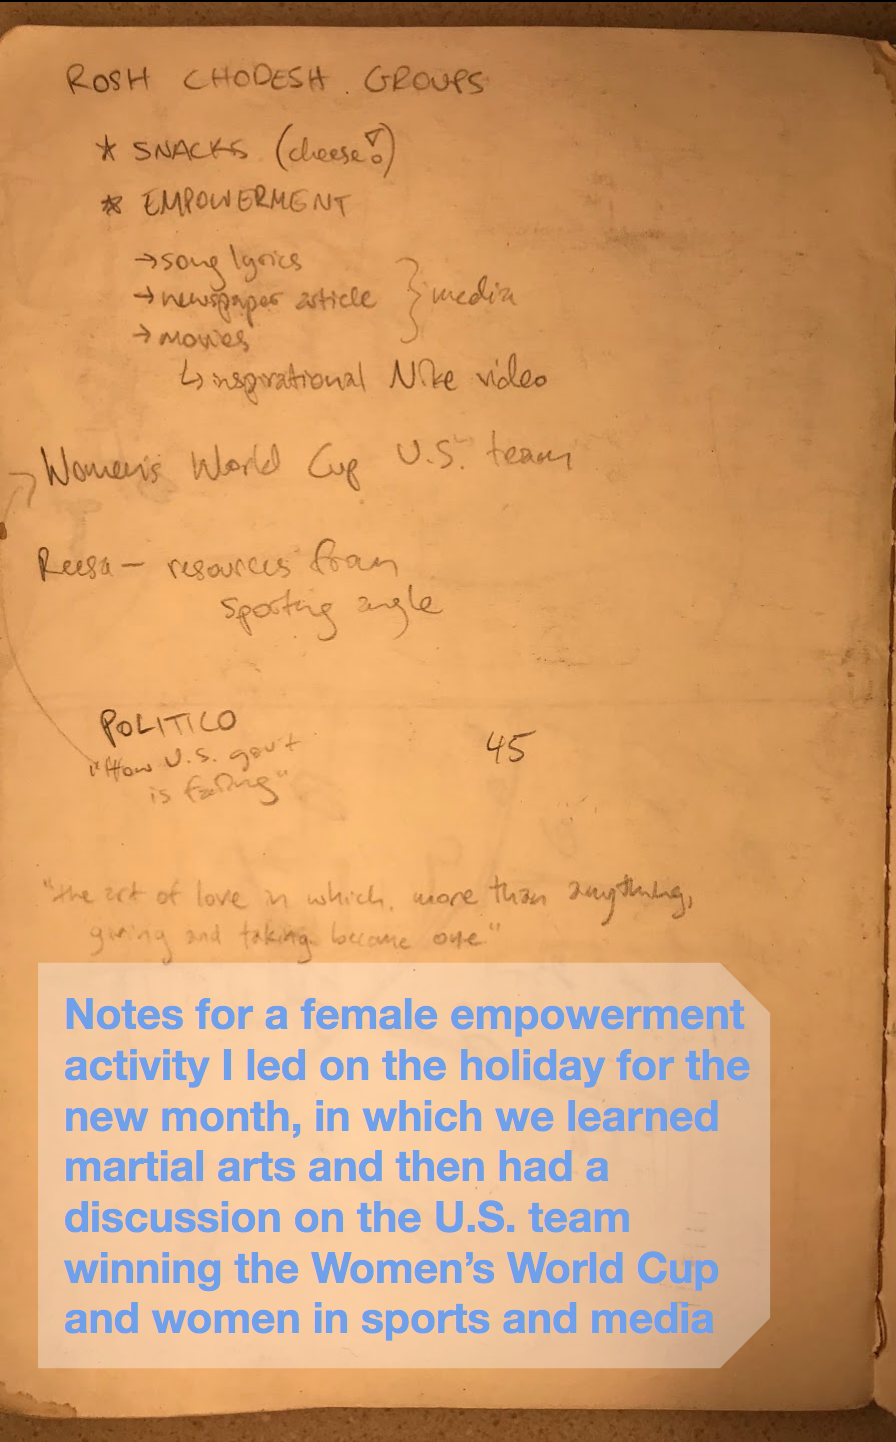 ROSH CHODESH GROUPS
* SNACKS (cheese!)
* EMPOWERMENT
→ song lyrics
→ newspaper article } media
→ movies
↳ inspirational Nike video
→ Women's World Cup U.S. team
Reesa – resources from
sporting angle
POLITICO
"How U.S. gov't
is failing"
45
"the art of love in which, more than anything,
giving and taking become one."
Notes for a female empowerment
activity I led on the holiday for the
new month, in which we learned
martial arts and then had a
discussion on the U.S. team
winning the Women's World Cup
and women in sports and media